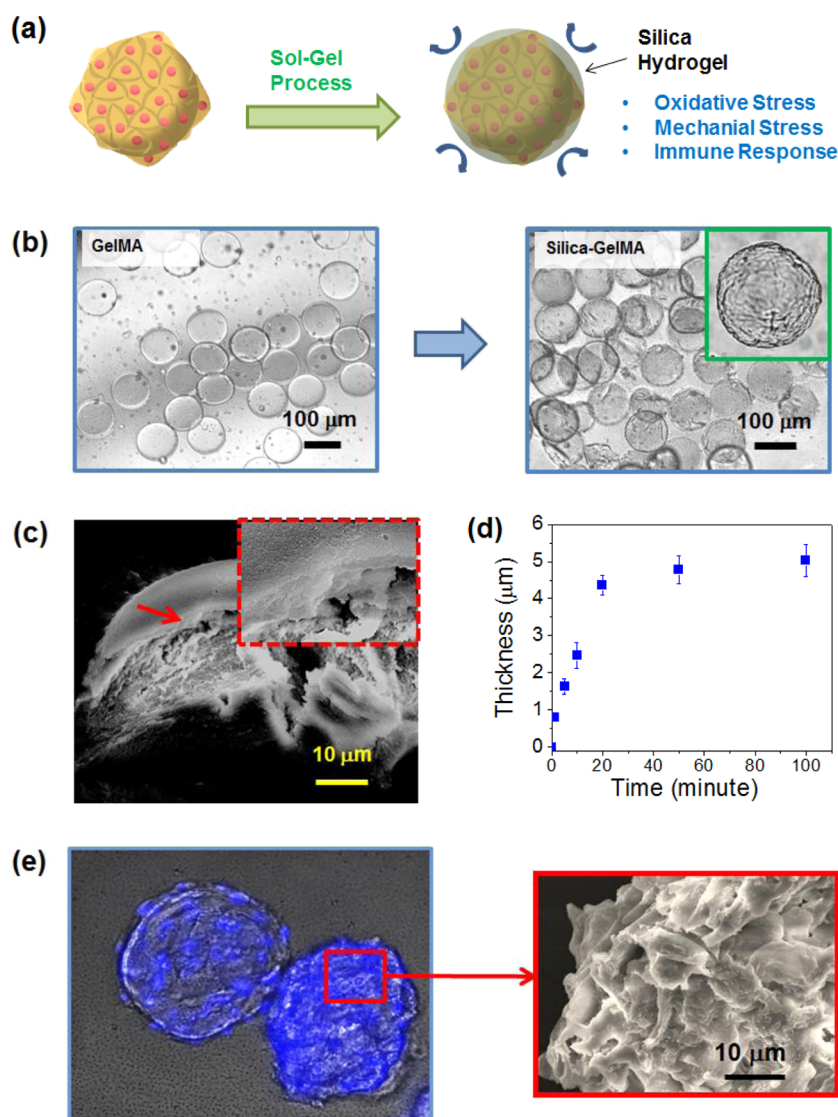 (a)
Sol-Gel
Process
Silica
Hydrogel
• Oxidative Stress
• Mechanial Stress
• Immune Response
(b)
GelMA
100 μm
Silica-GelMA
100 μm
(c)
10 μm
(d)
6
5
4
3
2
1
0
Thickness (μm)
0 20 40 60 80 100
Time (minute)
(e)
10 μm